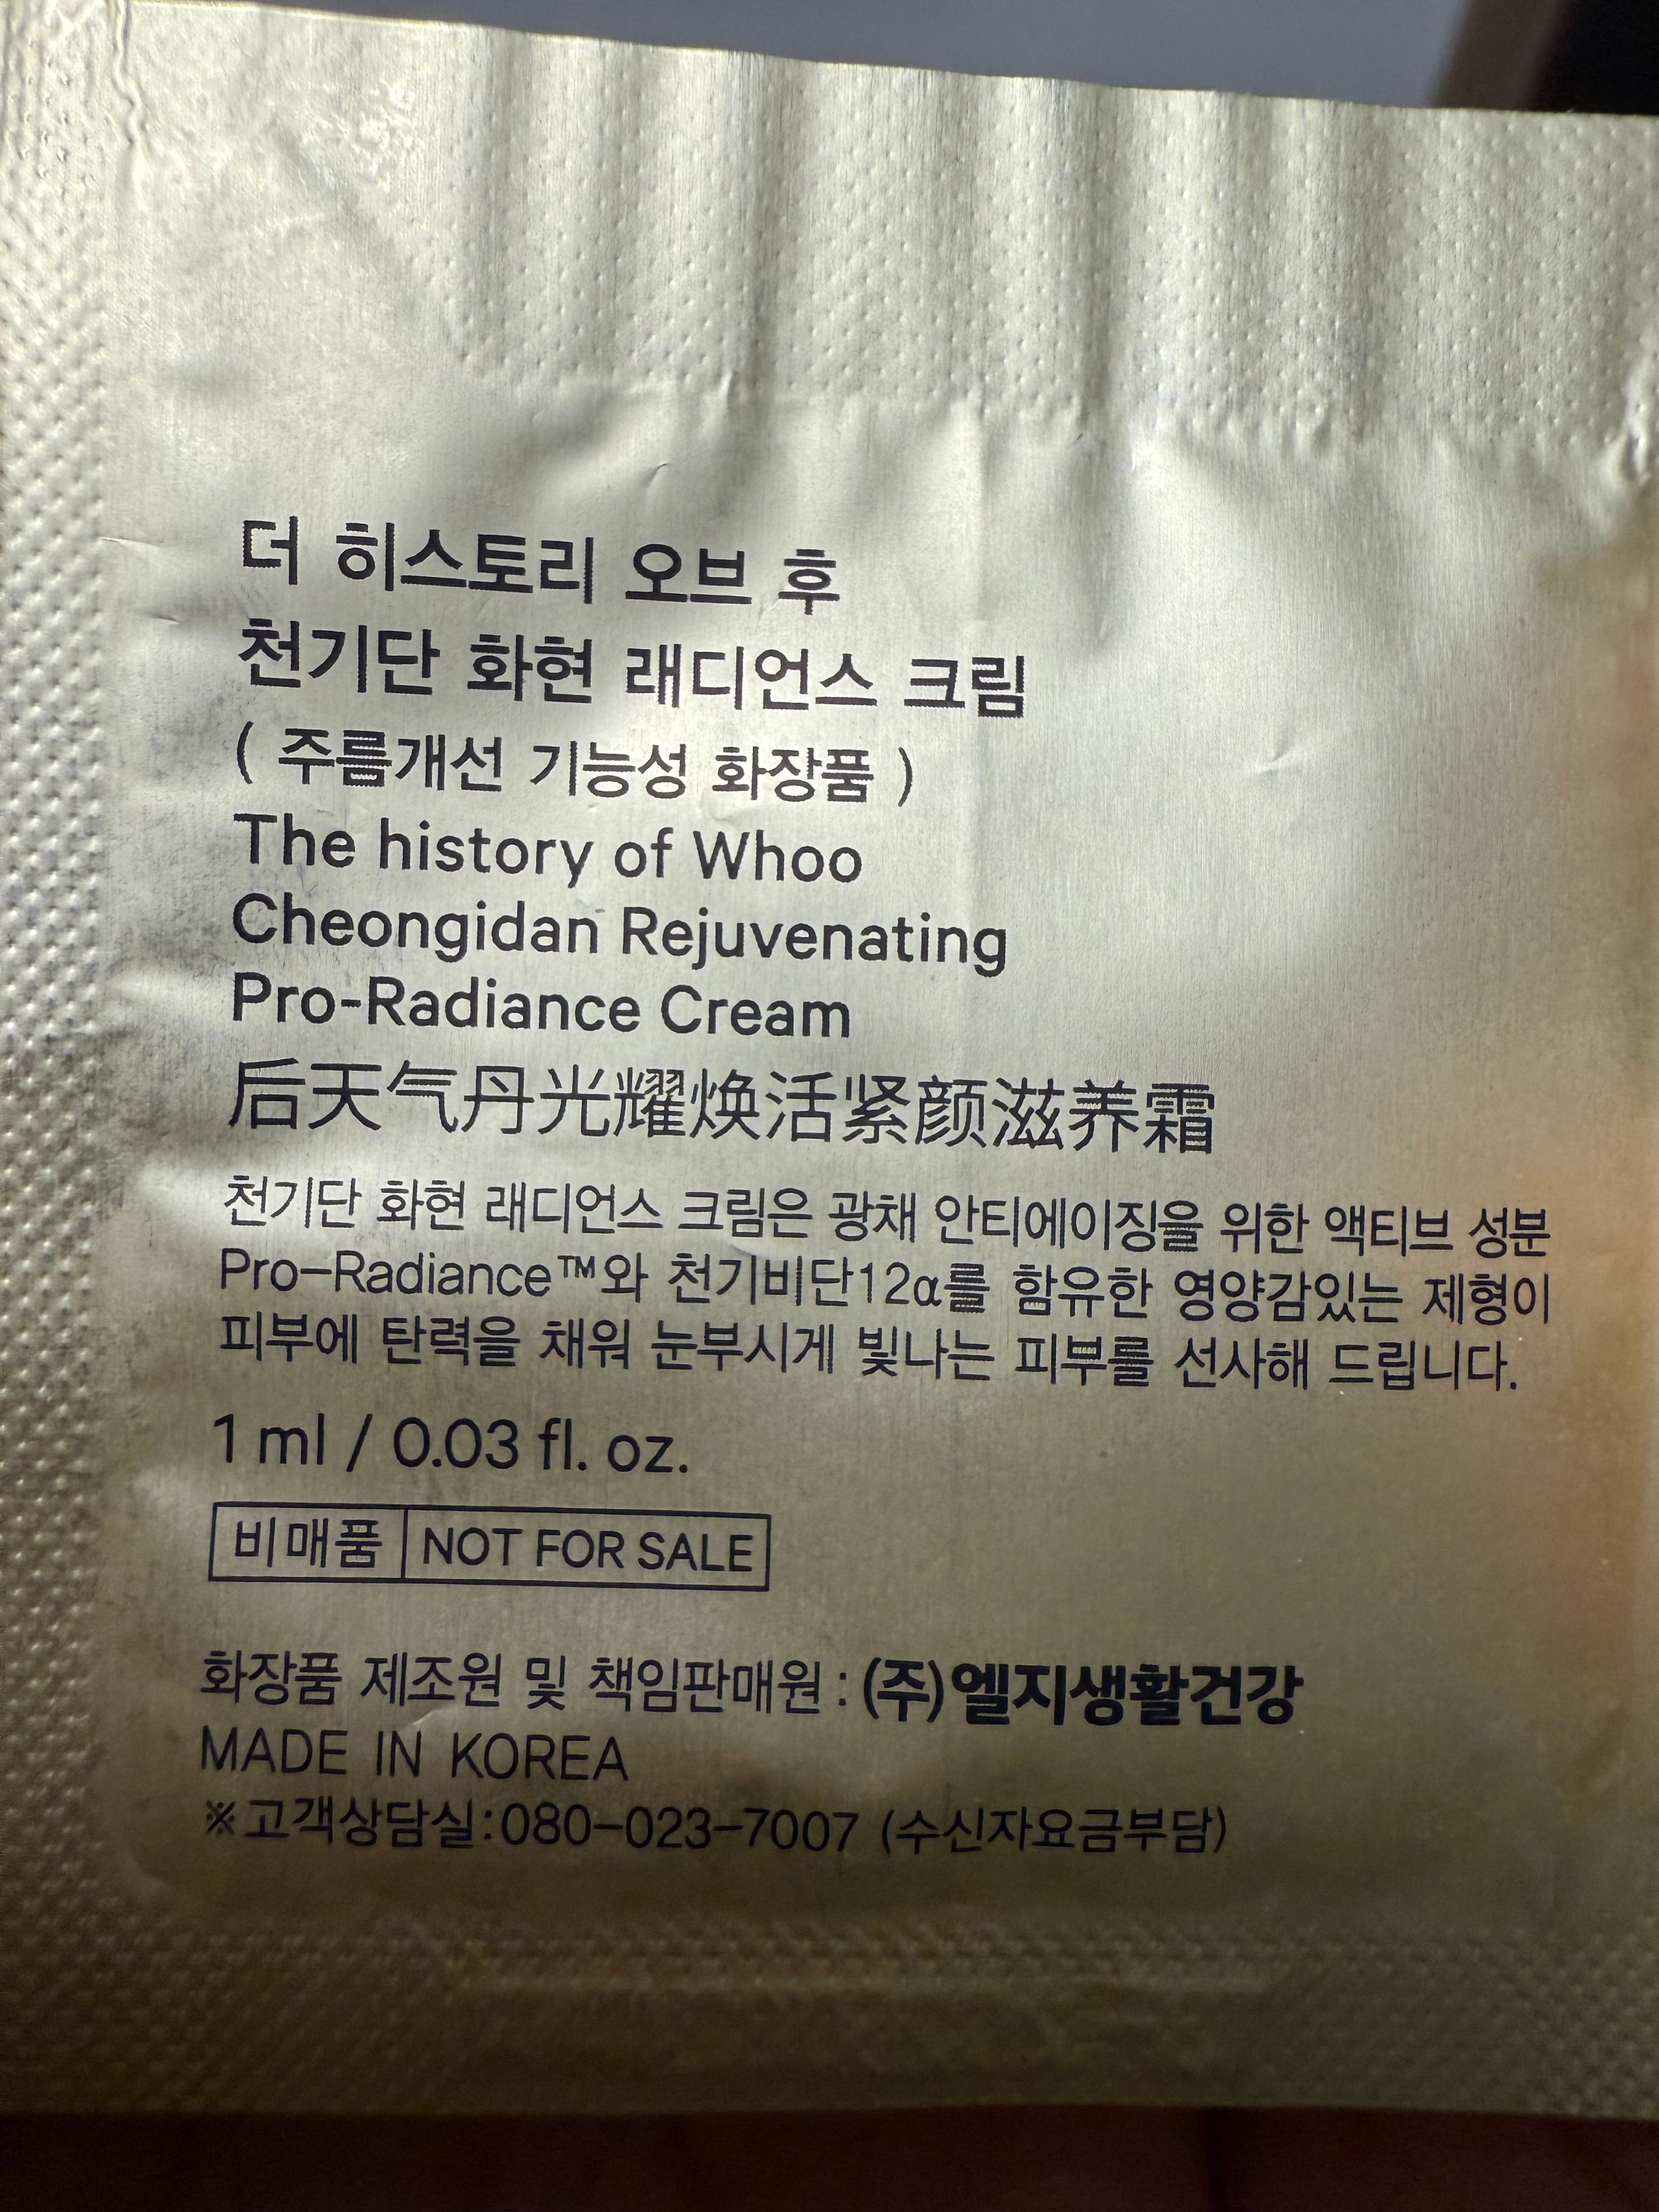 더 히스토리 오브 후
천기단 화현 래디언스 크림
( 주름개선 기능성 화장품 )
The history of Whoo
Cheongidan Rejuvenating
Pro-Radiance Cream
后天气丹光耀焕活紧颜滋养霜
천기단 화현 래디언스 크림은 광채 안티에이징을 위한 액티브 성분
Pro-Radiance™와 천기비단12α를 함유한 영양감있는 제형이
피부에 탄력을 채워 눈부시게 빛나는 피부를 선사해 드립니다.
1 ml / 0.03 fl. oz.
비매품 NOT FOR SALE
화장품 제조원 및 책임판매원 : (주)엘지생활건강
MADE IN KOREA
※고객상담실:080-023-7007 (수신자요금부담)